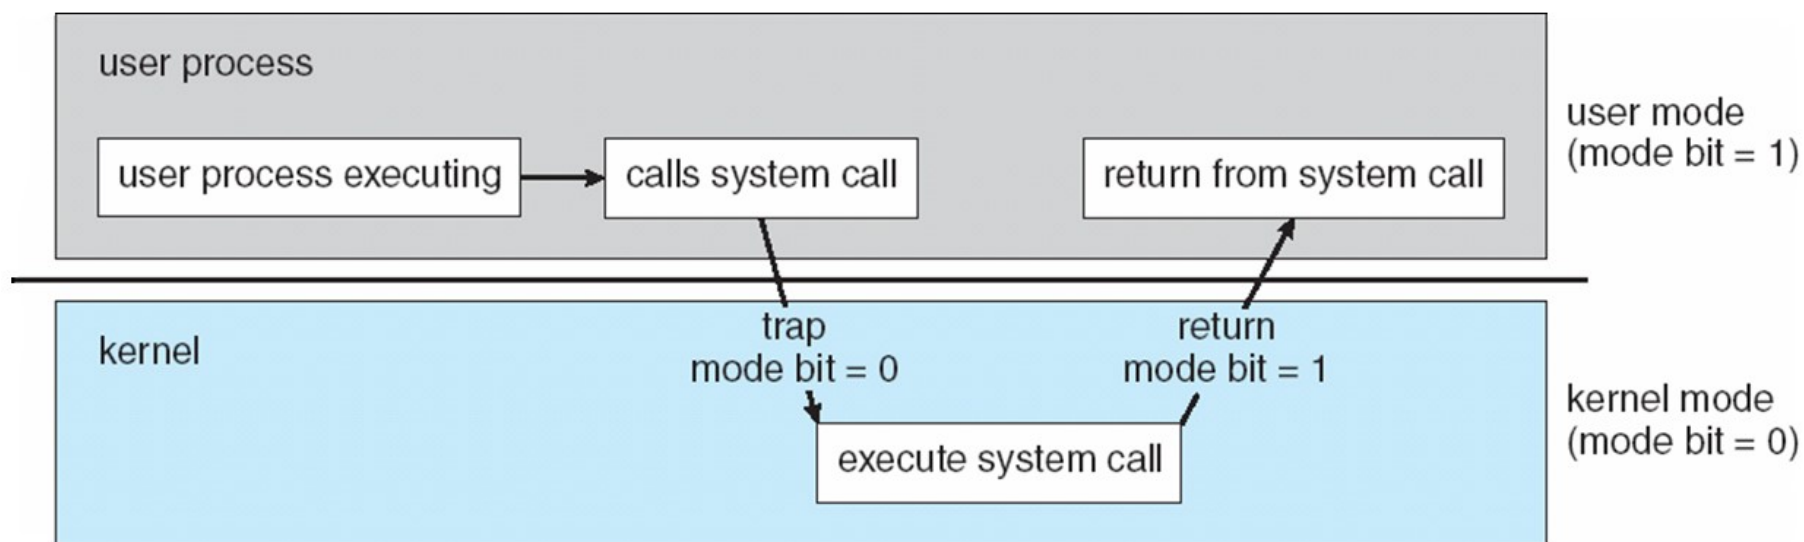 user process
user process executing
calls system call
return from system call
user mode
(mode bit = 1)
kernel
trap
mode bit = 0
return
mode bit = 1
execute system call
kernel mode
(mode bit = 0)